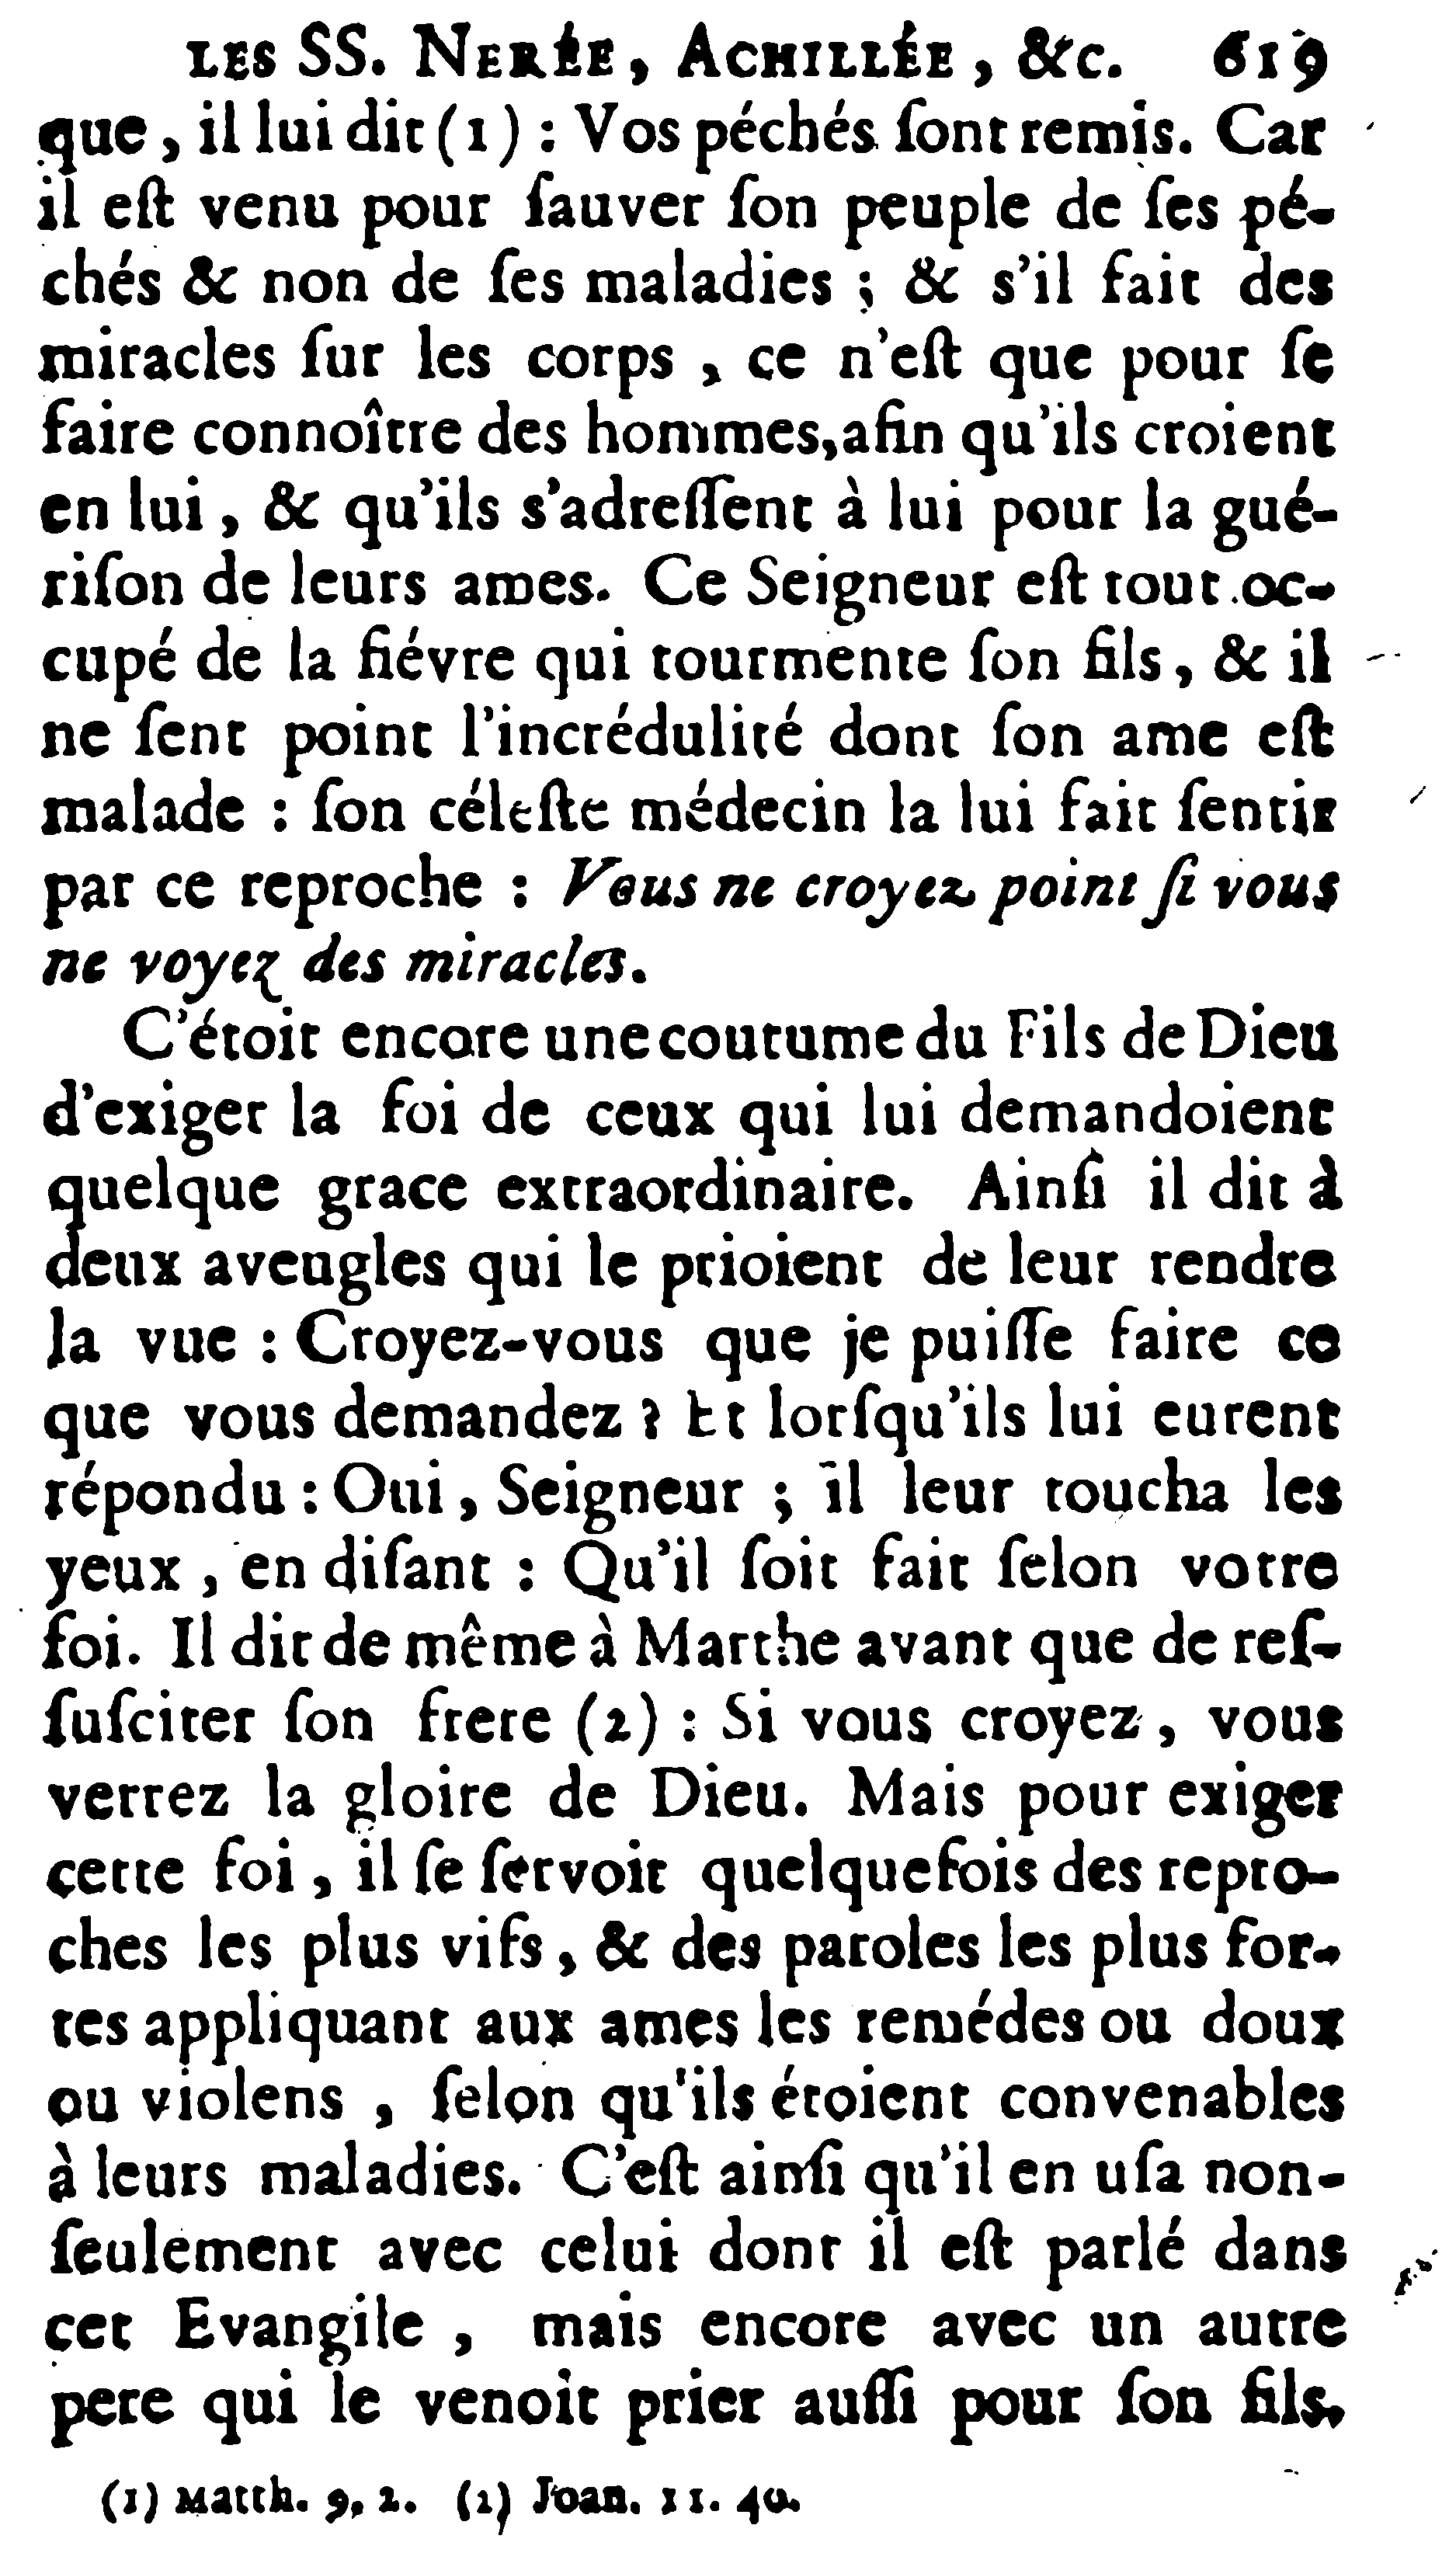 LES SS. NERÉE, ACHILLÉE, &c. 619
que, il lui dit (1) : Vos péchés ſont remis. Car
il eſt venu pour ſauver ſon peuple de ſes pé-
chés & non de ſes maladies ; & s'il fait des
miracles ſur les corps , ce n'eſt que pour ſe
faire connoître des hommes, afin qu'ils croient
en lui , & qu'ils s'adreſſent à lui pour la gué-
riſon de leurs ames. Ce Seigneur eſt tout oc-
cupé de la fiévre qui tourmente ſon fils, & il
ne ſent point l'incrédulité dont ſon ame eſt
malade : ſon céleſte médecin la lui fait ſentir
par ce reproche : Vous ne croyez point ſi vous
ne voyez des miracles.
C'étoit encore une coutume du Fils de Dieu
d'exiger la foi de ceux qui lui demandoient
quelque grace extraordinaire. Ainſi il dit à
deux aveugles qui le prioient de leur rendre
la vue : Croyez-vous que je puiſſe faire ce
que vous demandez ? Et lorſqu'ils lui eurent
répondu : Oui , Seigneur ; il leur toucha les
yeux , en diſant : Qu'il ſoit fait ſelon votre
foi. Il dit de même à Marthe avant que de reſ-
ſuſciter ſon frere (2) : Si vous croyez , vous
verrez la gloire de Dieu. Mais pour exiger
cette foi , il ſe ſervoit quelquefois des repro-
ches les plus vifs , & des paroles les plus for-
tes appliquant aux ames les remédes ou doux
ou violens , ſelon qu'ils étoient convenables
à leurs maladies. C'eſt ainſi qu'il en uſa non-
ſeulement avec celui dont il eſt parlé dans
cet Evangile , mais encore avec un autre
pere qui le venoit prier auſſi pour ſon fils,
(1) Matth. 9, 2. (2) Joan. 11. 40.